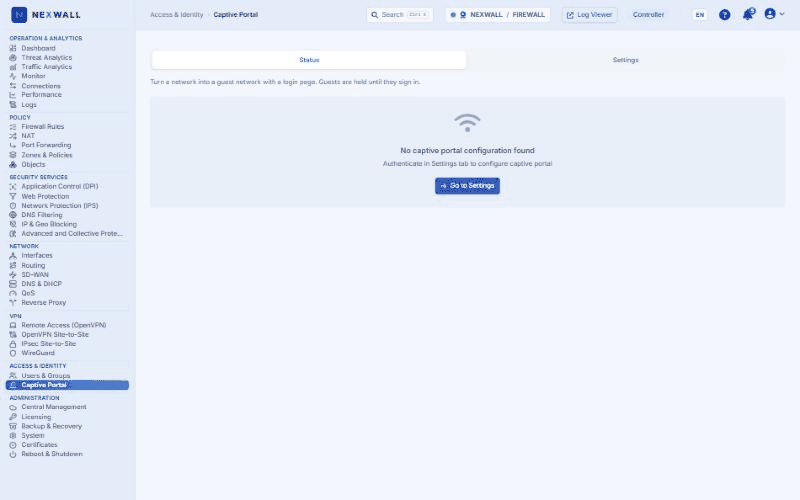 NEXWALL
Access & Identity > Captive Portal
Search Ctrl K
NEXWALL / FIREWALL
Log Viewer
Controller
EN
OPERATION & ANALYTICS
Dashboard
Threat Analytics
Traffic Analytics
Monitor
Connections
Performance
Logs
POLICY
Firewall Rules
NAT
Port Forwarding
Zones & Policies
Objects
SECURITY SERVICES
Application Control (DPI)
Web Protection
Network Protection (IPS)
DNS Filtering
IP & Geo Blocking
Advanced and Collective Prote...
NETWORK
Interfaces
Routing
SD-WAN
DNS & DHCP
QoS
Reverse Proxy
VPN
Remote Access (OpenVPN)
OpenVPN Site-to-Site
IPsec Site-to-Site
WireGuard
ACCESS & IDENTITY
Users & Groups
Captive Portal
ADMINISTRATION
Central Management
Licensing
Backup & Recovery
System
Certificates
Reboot & Shutdown
Status
Settings
Turn a network into a guest network with a login page. Guests are held until they sign in.
No captive portal configuration found
Authenticate in Settings tab to configure captive portal
Go to Settings